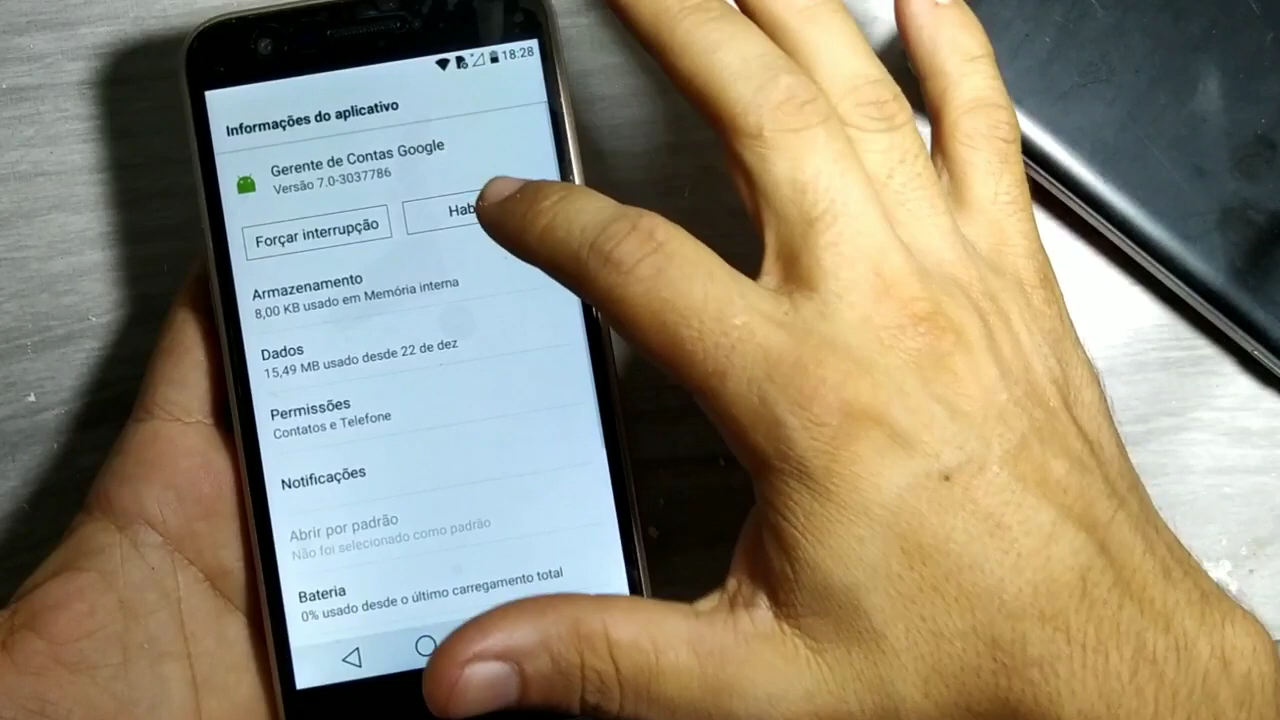 18:28
Informações do aplicativo
Gerente de Contas Google
Versão 7.0-3037786
Forçar interrupção
Hab
Armazenamento
8,00 KB usado em Memória interna
Dados
15,49 MB usado desde 22 de dez
Permissões
Contatos e Telefone
Notificações
Abrir por padrão
Não foi selecionado como padrão
Bateria
0% usado desde o último carregamento total